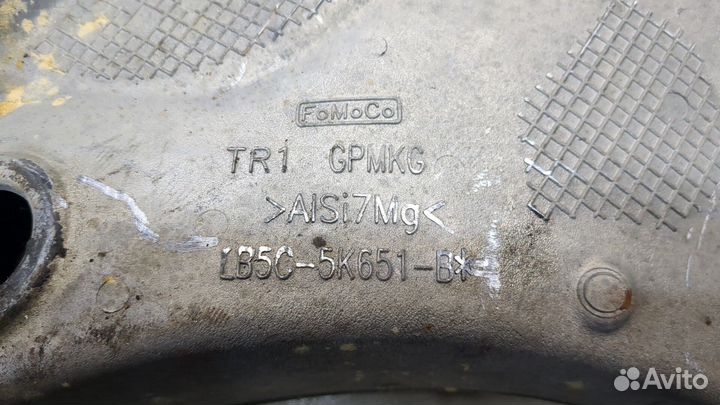 FoMoCo
TR1 GPMKG
>AlSi7Mg<
LB5C-5K651-B*
Avito